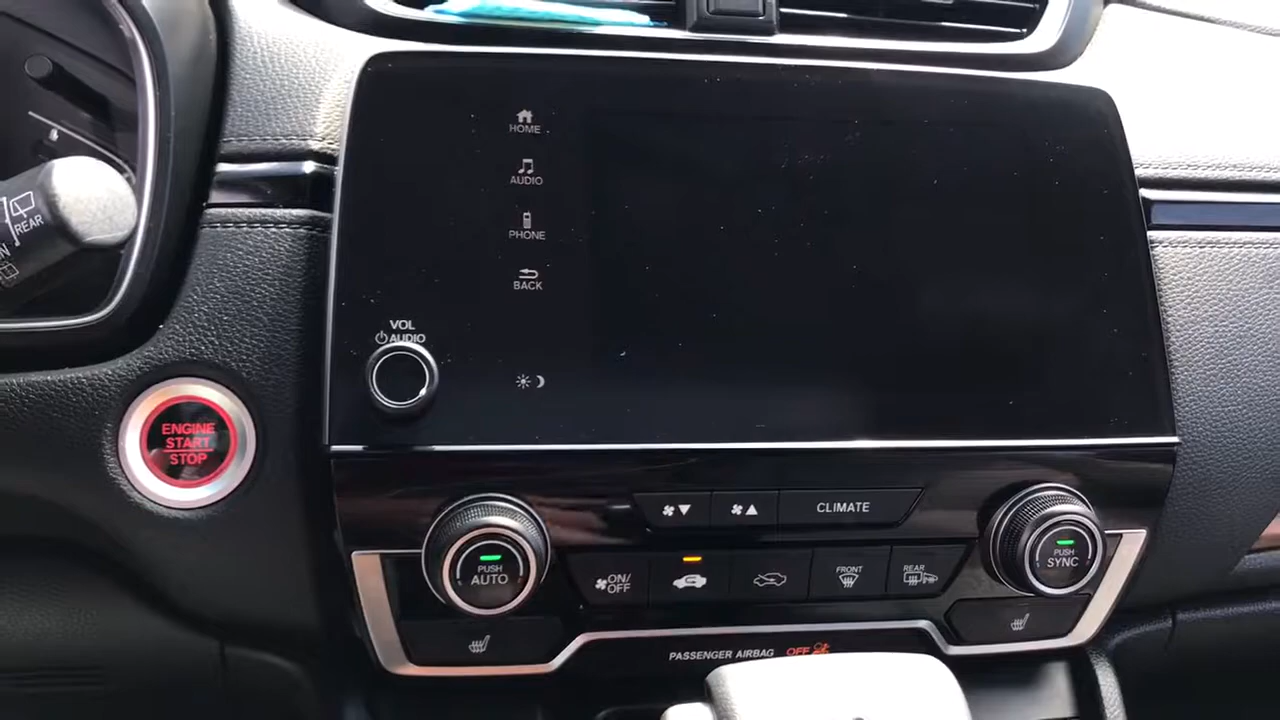 HOME
AUDIO
PHONE
BACK
VOL
AUDIO
REAR
ENGINE
START
STOP
CLIMATE
PUSH
AUTO
ON/
OFF
FRONT
REAR
PUSH
SYNC
PASSENGER AIRBAG OFF